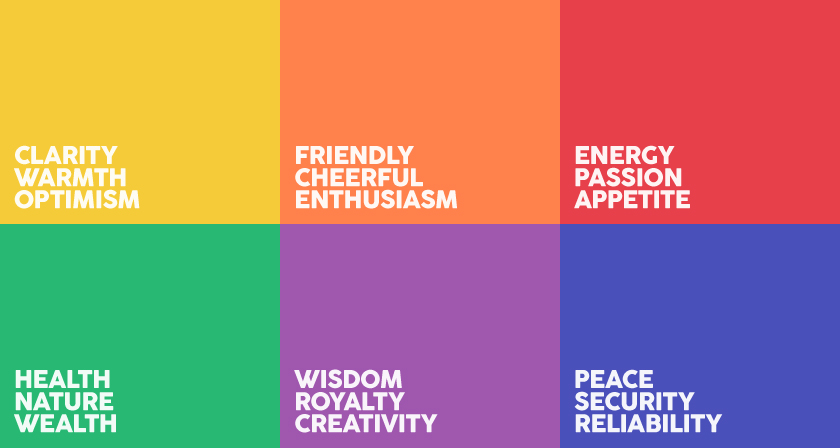 CLARITY
WARMTH
OPTIMISM
FRIENDLY
CHEERFUL
ENTHUSIASM
ENERGY
PASSION
APPETITE
HEALTH
NATURE
WEALTH
WISDOM
ROYALTY
CREATIVITY
PEACE
SECURITY
RELIABILITY